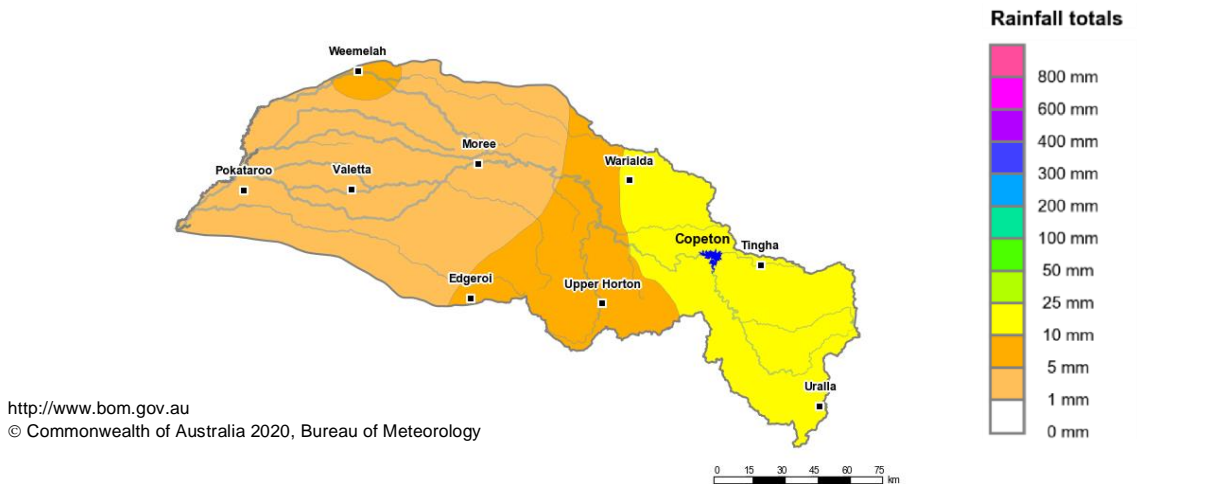 Rainfall totals
Weemelah
800 mm
600 mm
400 mm
Moree
Warialda
Pokataroo
Valetta
300 mm
200 mm
100 mm
Copeton
Tingha
50 mm
Edgeroi
Upper Horton
25 mm
10 mm
5 mm
Uralla
1 mm
0 mm
http://www.bom.gov.au
© Commonwealth of Australia 2020, Bureau of Meteorology
0 15 30 45 60 75
km